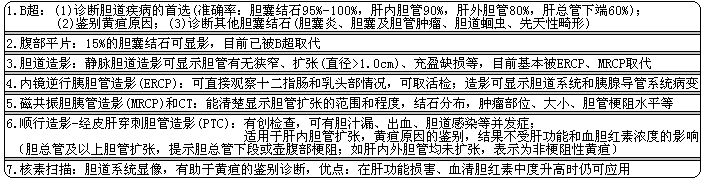 1.B超：(1)诊断胆道疾病的首选(准确率：胆囊结石95%-100%，肝内胆管90%，肝外胆管80%，肝总管下端60%)；
(2)鉴别黄疸原因；(3)诊断其他胆囊结石(胆囊炎、胆囊及胆管肿瘤、胆道蛔虫、先天性畸形)
2.腹部平片：15%的胆囊结石可显影，目前已被B超取代
3.胆道造影：静脉胆道造影可显示胆管有无狭窄、扩张(直径>1.0cm)、充盈缺损等，目前基本被ERCP、MRCP取代
4.内镜逆行胰胆管造影(ERCP)：可直接观察十二指肠和乳头部情况，可取活检；造影可显示胆道系统和胰腺导管系统病变
5.磁共振胆胰管造影(MRCP)和CT：能清楚显示胆管扩张的范围和程度，结石分布，肿瘤部位、大小、胆管梗阻水平等
6.顺行造影-经皮肝穿刺胆管造影(PTC)：有创检查，可有胆汁漏、出血、胆道感染等并发症；
适用于肝内胆管扩张，黄疸原因的鉴别，结果不受肝功能和血胆红素浓度的影响
(胆总管及以上胆管扩张，提示胆总管下段或壶腹部梗阻；如肝内外胆管均未扩张，表示为非梗阻性黄疸)
7.核素扫描：胆道系统显像，有助于黄疸的鉴别诊断，优点：在肝功能损害、血清胆红素中度升高时仍可应用